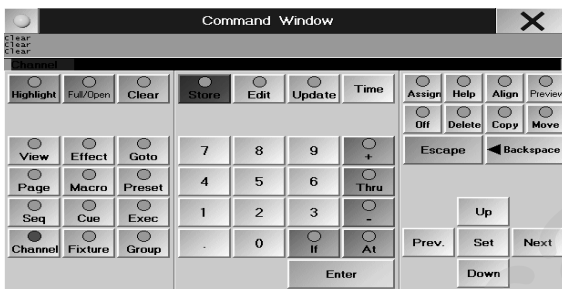 Command Window
Clear
Clear
Clear
Channel
Highlight Full/Open Clear Store Edit Update Time Assign Help Align Preview
Off Delete Copy Move
View Effect Goto 7 8 9 + Escape Backspace
Page Macro Preset 4 5 6 Thru
Seq Cue Exec 1 2 3 - Up
Channel Fixture Group . 0 If At Prev. Set Next
Enter Down